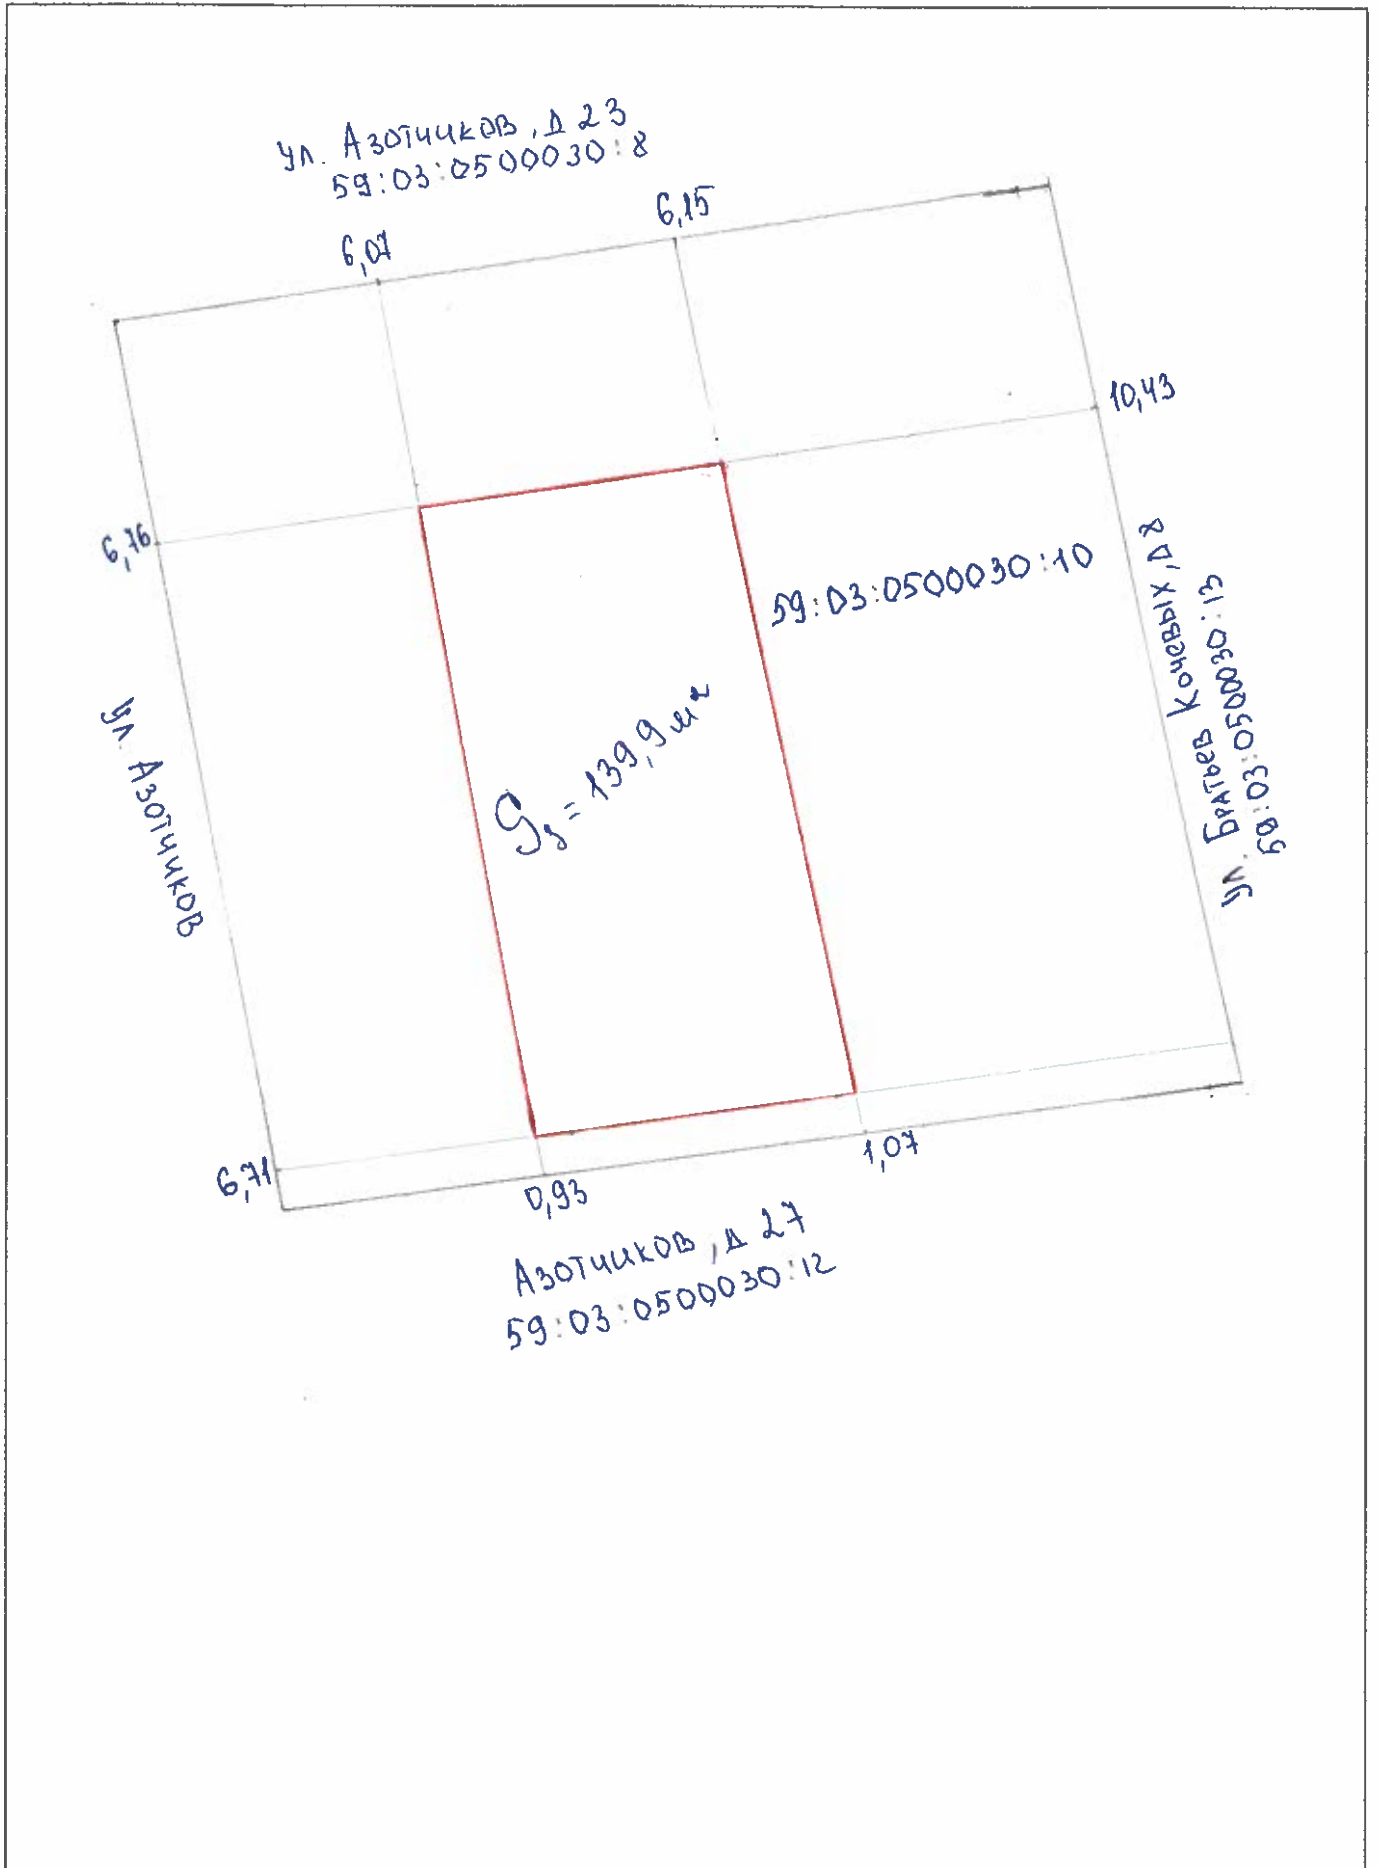 ул. Азотчиков, д 23
59:03:0500030:8
6,15
6,07
10,43
6,76
59:03:0500030:10
ул. Братьев Кочевых, д 8
59:03:0500030:13
Sз = 139,9 м²
ул. Азотчиков
6,71
0,93
1,07
Азотчиков, д 27
59:03:0500030:12